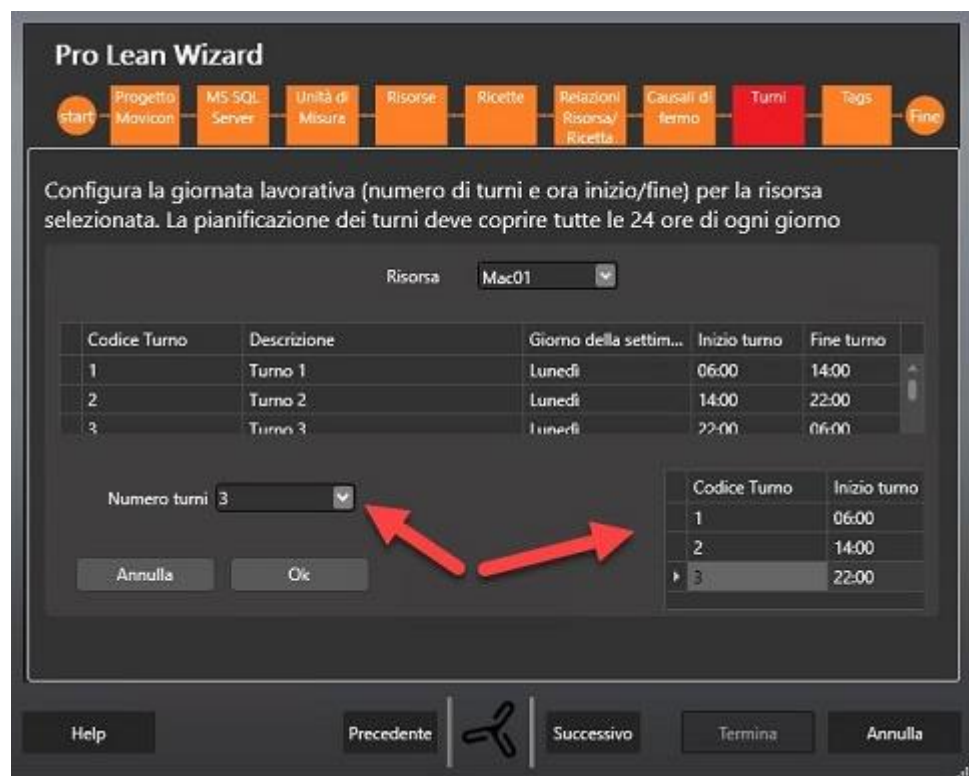 Pro Lean Wizard
start
Progetto
Movicon
MS SQL
Server
Unità di
Misura
Risorse
Ricette
Relazioni
Risorsa/
Ricetta
Causali di
fermo
Turni
Tags
Fine
Configura la giornata lavorativa (numero di turni e ora inizio/fine) per la risorsa
selezionata. La pianificazione dei turni deve coprire tutte le 24 ore di ogni giorno
Risorsa Mac01
Codice Turno Descrizione Giorno della settim... Inizio turno Fine turno
1 Turno 1 Lunedì 06:00 14:00
2 Turno 2 Lunedì 14:00 22:00
3 Turno 3 Lunedì 22:00 06:00
Numero turni 3
Annulla Ok
Codice Turno Inizio turno
1 06:00
2 14:00
3 22:00
Help Precedente Successivo Termina Annulla